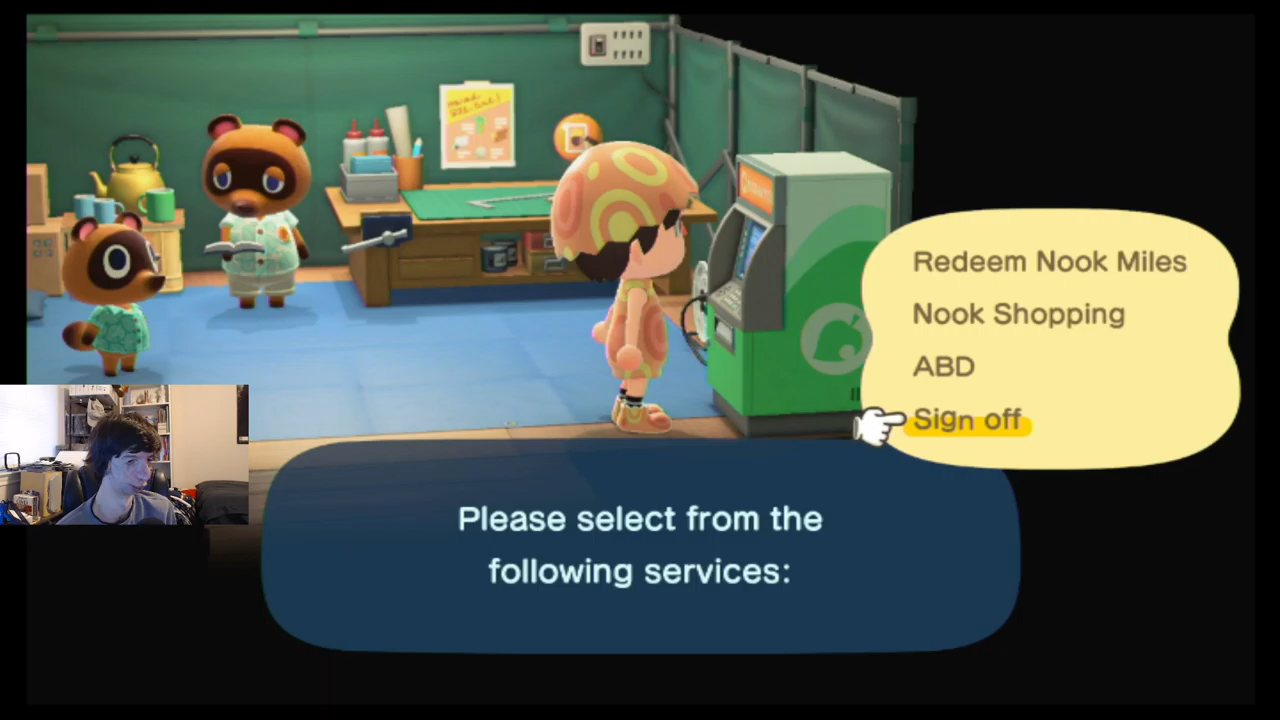 Redeem Nook Miles
Nook Shopping
ABD
Sign off
Please select from the
following services: